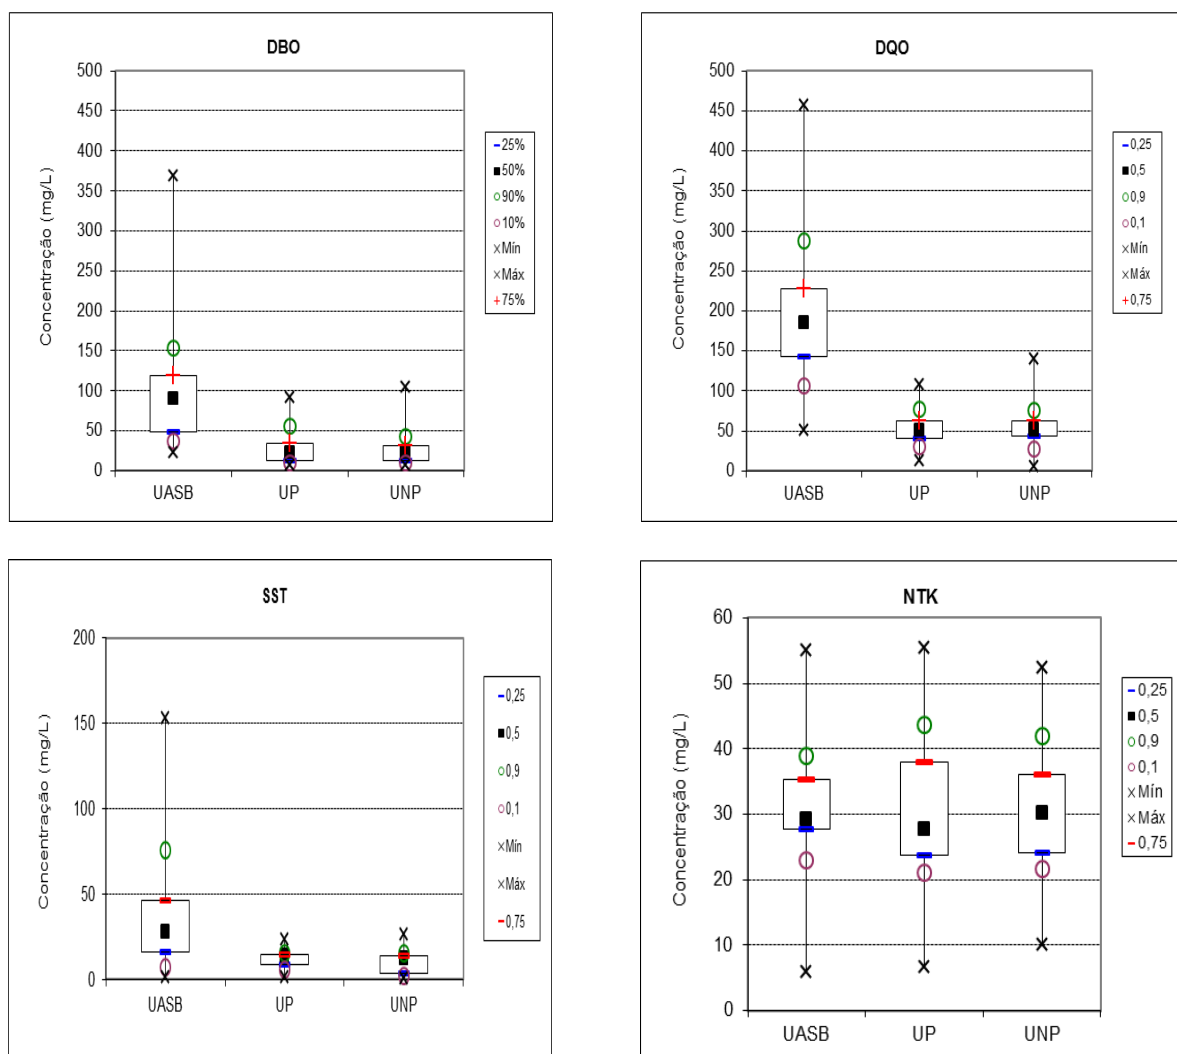 DBO
500
450
400
350
300
250
200
150
100
50
0
Concentração (mg/L)
UASB UP UNP
25%
50%
90%
10%
Mín
Máx
75%
DQO
500
450
400
350
300
250
200
150
100
50
0
Concentração (mg/L)
UASB UP UNP
0,25
0,5
0,9
0,1
Mín
Máx
0,75
SST
200
150
100
50
0
Concentração (mg/L)
UASB UP UNP
0,25
0,5
0,9
0,1
Mín
Máx
0,75
NTK
60
50
40
30
20
10
0
Concentração (mg/L)
UASB UP UNP
0,25
0,5
0,9
0,1
Mín
Máx
0,75